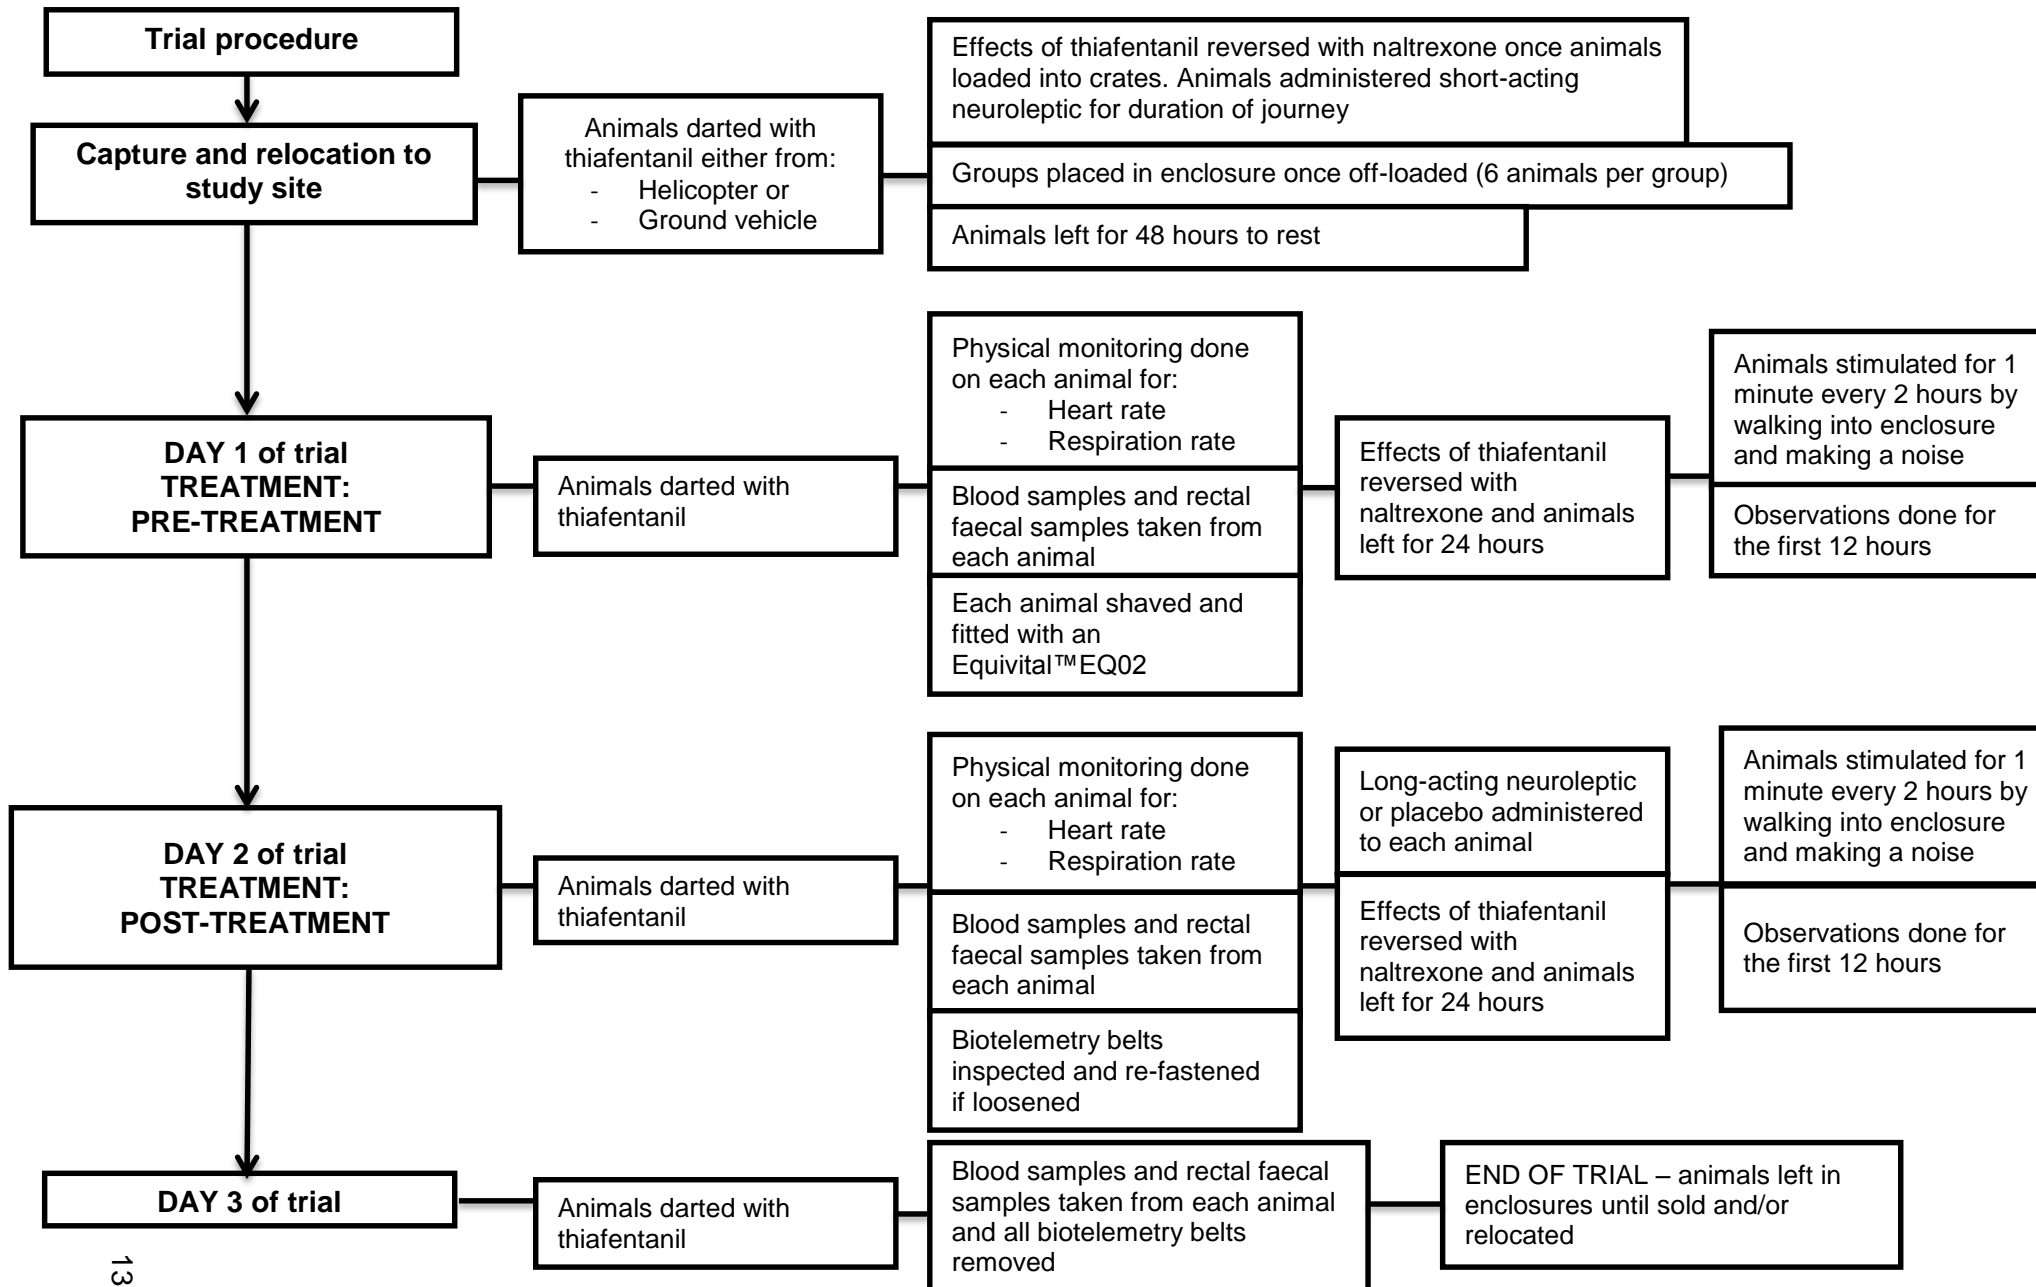 Trial procedure
Capture and relocation to
study site
Animals darted with
thiafentanil either from:
- Helicopter or
- Ground vehicle
Effects of thiafentanil reversed with naltrexone once animals
loaded into crates. Animals administered short-acting
neuroleptic for duration of journey
Groups placed in enclosure once off-loaded (6 animals per group)
Animals left for 48 hours to rest
DAY 1 of trial
TREATMENT:
PRE-TREATMENT
Animals darted with
thiafentanil
Physical monitoring done
on each animal for:
- Heart rate
- Respiration rate
Blood samples and rectal
faecal samples taken from
each animal
Each animal shaved and
fitted with an
Equivital™EQ02
Effects of thiafentanil
reversed with
naltrexone and animals
left for 24 hours
Animals stimulated for 1
minute every 2 hours by
walking into enclosure
and making a noise
Observations done for
the first 12 hours
DAY 2 of trial
TREATMENT:
POST-TREATMENT
Animals darted with
thiafentanil
Physical monitoring done
on each animal for:
- Heart rate
- Respiration rate
Blood samples and rectal
faecal samples taken from
each animal
Biotelemetry belts
inspected and re-fastened
if loosened
Long-acting neuroleptic
or placebo administered
to each animal
Effects of thiafentanil
reversed with
naltrexone and animals
left for 24 hours
Animals stimulated for 1
minute every 2 hours by
walking into enclosure
and making a noise
Observations done for
the first 12 hours
DAY 3 of trial
Animals darted with
thiafentanil
Blood samples and rectal faecal
samples taken from each animal
and all biotelemetry belts
removed
END OF TRIAL – animals left in
enclosures until sold and/or
relocated
13